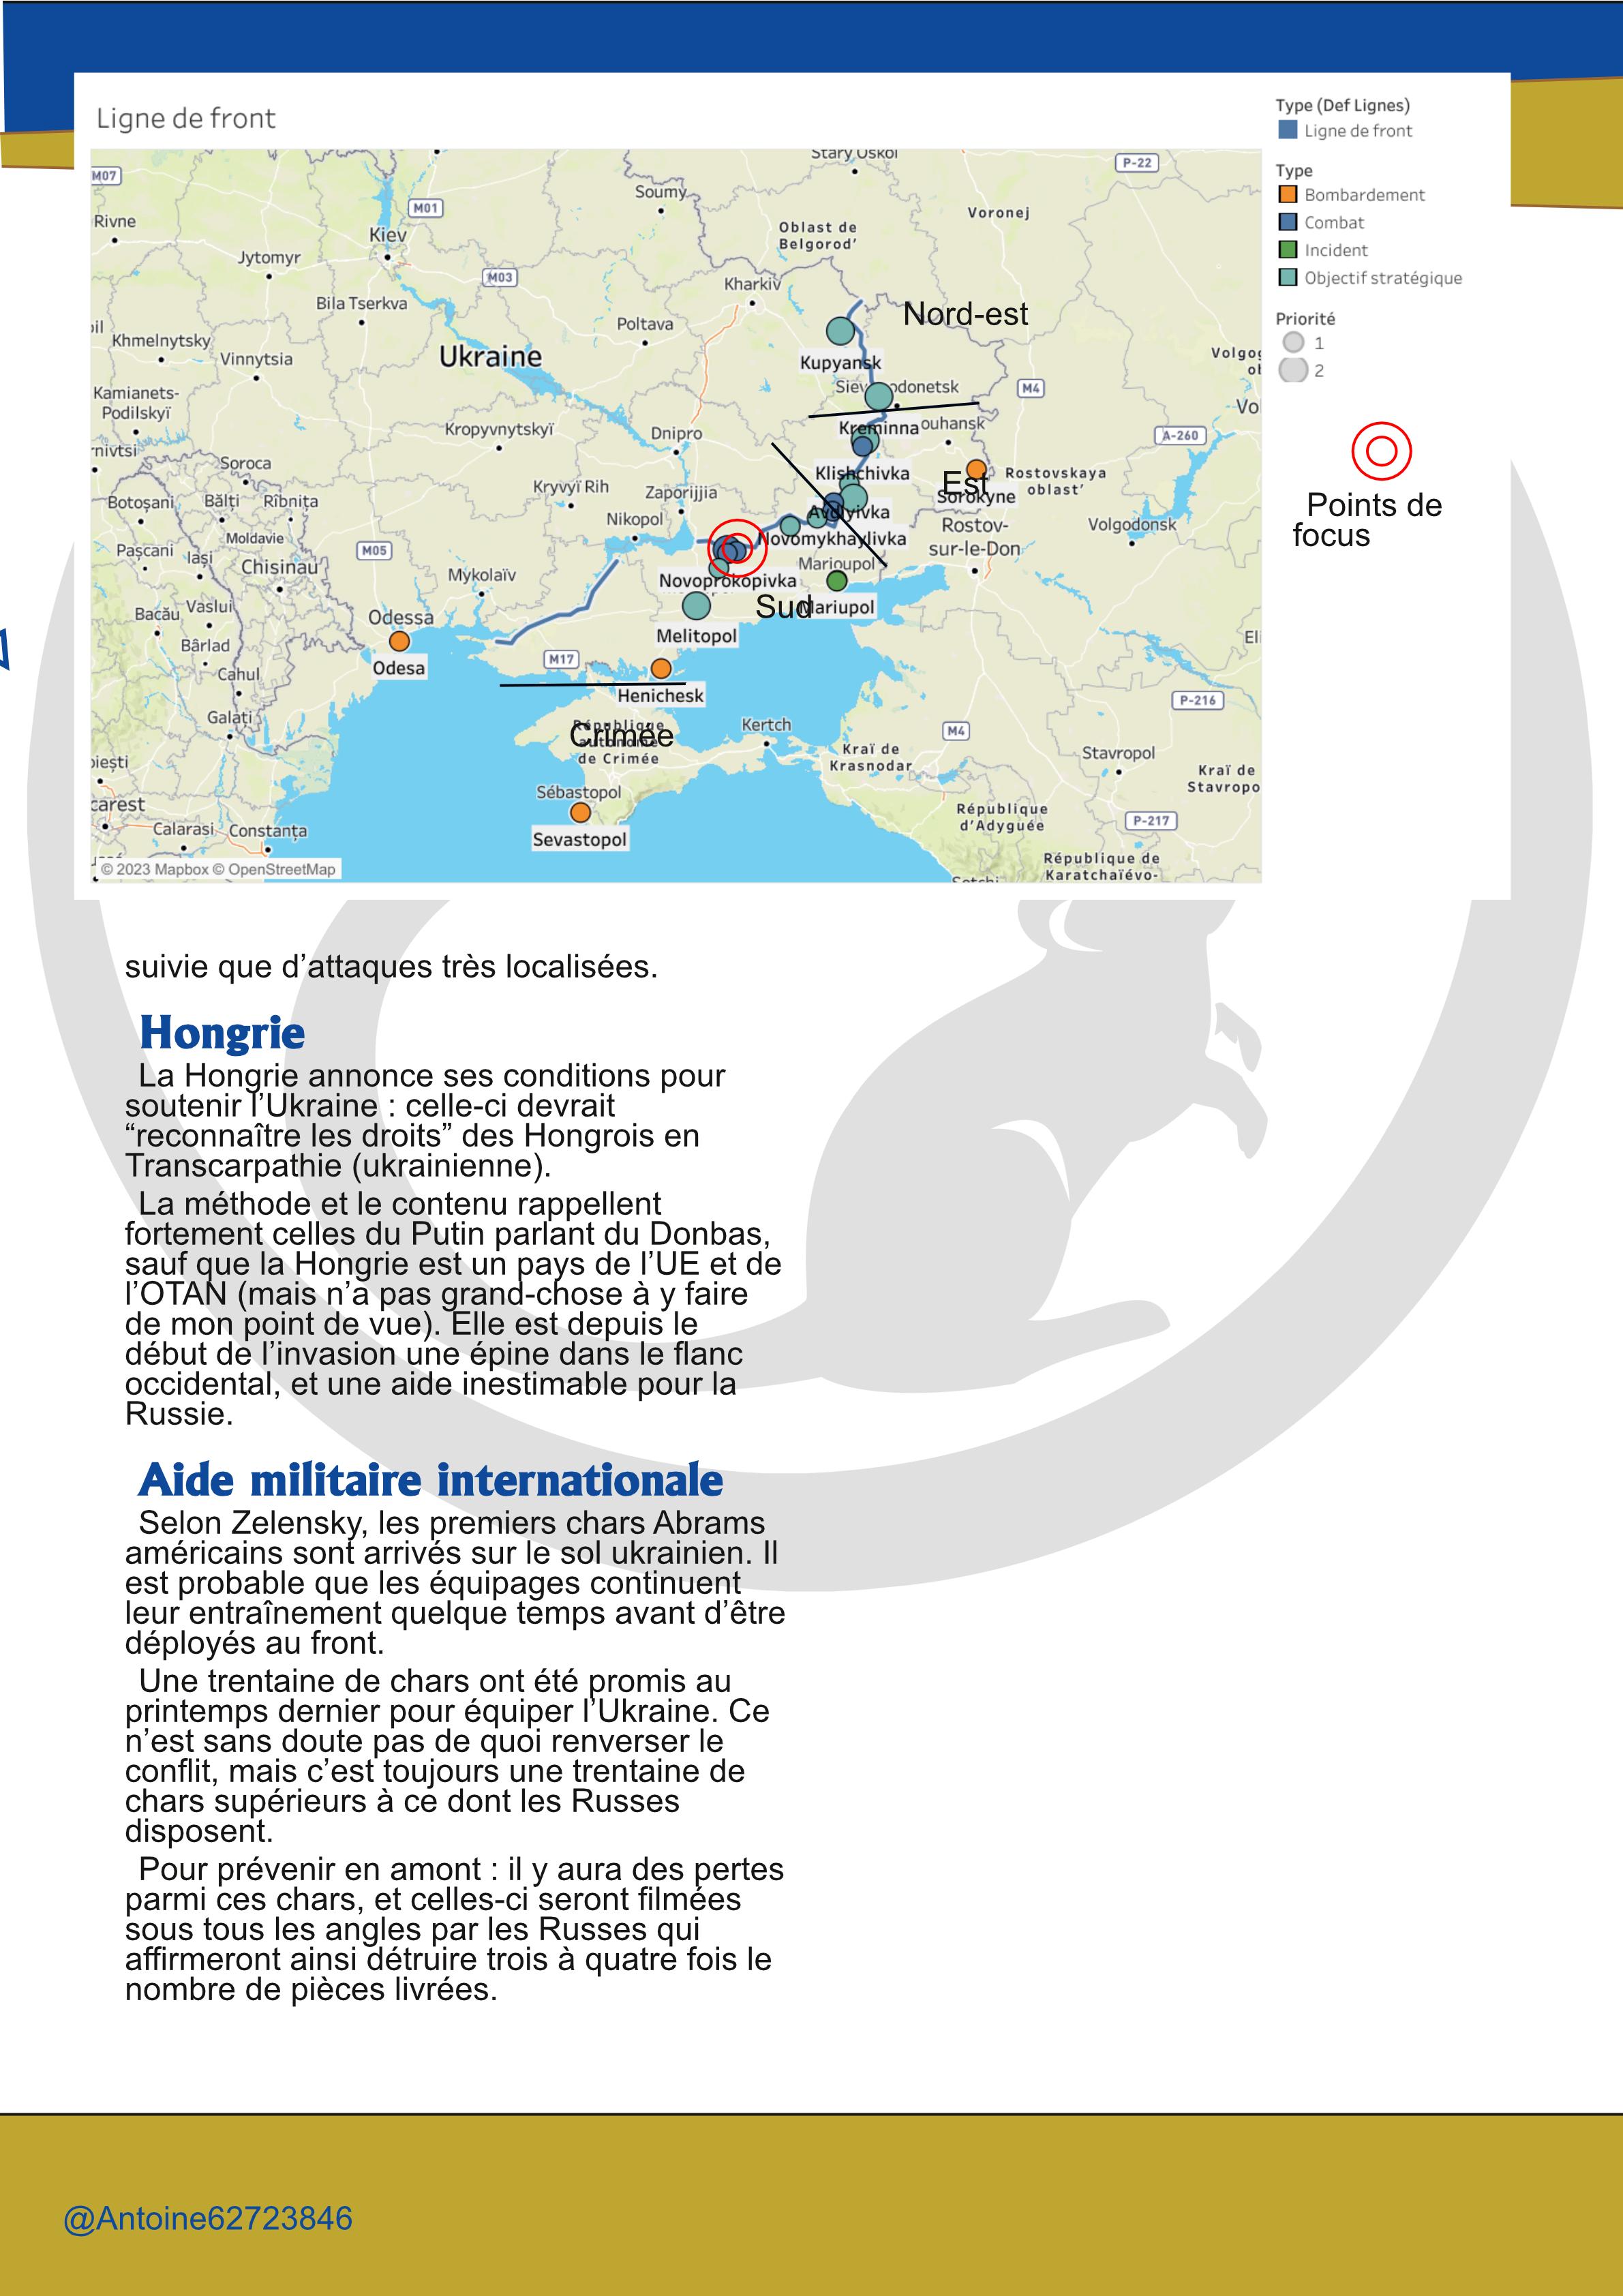 Ligne de front
Type (Def Lignes)
Ligne de front
Type
Bombardement
Combat
Incident
Objectif stratégique
Priorité
1
2
Points de
focus
M07
Stary Oskol
P-22
Soumy
Rivne
M01
Voronej
Oblast de
Belgorod'
Kiev
Jytomyr
M03
Kharkiv
Bila Tserkva
Nord-est
Poltava
Khmelnytsky
Ukraine
Vinnytsia
Kupyansk
Kamianets-
Podilskyï
M4
Kropyvnytskyï
Dnipro
Kreminna
ouhansk
A-260
Soroca
Klishchivka
Rostovskaya
oblast'
Est
Sorokyne
Botoșani
Bălți
Rîbnița
Kryvyï Rih
Zaporijjia
Avdiyivka
Nikopol
Rostov-
sur-le-Don
Volgodonsk
Moldavie
Novomykhaylivka
Pașcani
Iași
M05
Chisinau
Marioupol
Mykolaïv
Novoprokopivka
Bacău
Vaslui
Odessa
Sud
Mariupol
Bârlad
Melitopol
M17
Odesa
Cahul
Henichesk
P-216
Galați
Crimée
République
autonome
de Crimée
Kertch
M4
Kraï de
Krasnodar
Stavropol
Kraï de
Stavropo
Sébastopol
République
d'Adyguée
P-217
Calarasi
Constanța
Sevastopol
République de
Karatchaïévo-
© 2023 Mapbox © OpenStreetMap
suivie que d’attaques très localisées.
Hongrie
La Hongrie annonce ses conditions pour
soutenir l’Ukraine : celle-ci devrait
“reconnaître les droits” des Hongrois en
Transcarpathie (ukrainienne).
La méthode et le contenu rappellent
fortement celles du Putin parlant du Donbas,
sauf que la Hongrie est un pays de l’UE et de
l’OTAN (mais n’a pas grand-chose à y faire
de mon point de vue). Elle est depuis le
début de l’invasion une épine dans le flanc
occidental, et une aide inestimable pour la
Russie.
Aide militaire internationale
Selon Zelensky, les premiers chars Abrams
américains sont arrivés sur le sol ukrainien. Il
est probable que les équipages continuent
leur entraînement quelque temps avant d’être
déployés au front.
Une trentaine de chars ont été promis au
printemps dernier pour équiper l’Ukraine. Ce
n’est sans doute pas de quoi renverser le
conflit, mais c’est toujours une trentaine de
chars supérieurs à ce dont les Russes
disposent.
Pour prévenir en amont : il y aura des pertes
parmi ces chars, et celles-ci seront filmées
sous tous les angles par les Russes qui
affirmeront ainsi détruire trois à quatre fois le
nombre de pièces livrées.
@Antoine62723846